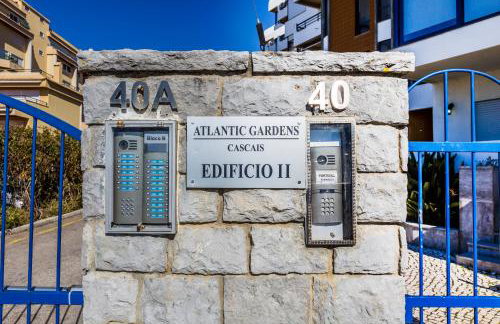 40A
40
ATLANTIC GARDENS
CASCAIS
EDIFICIO II